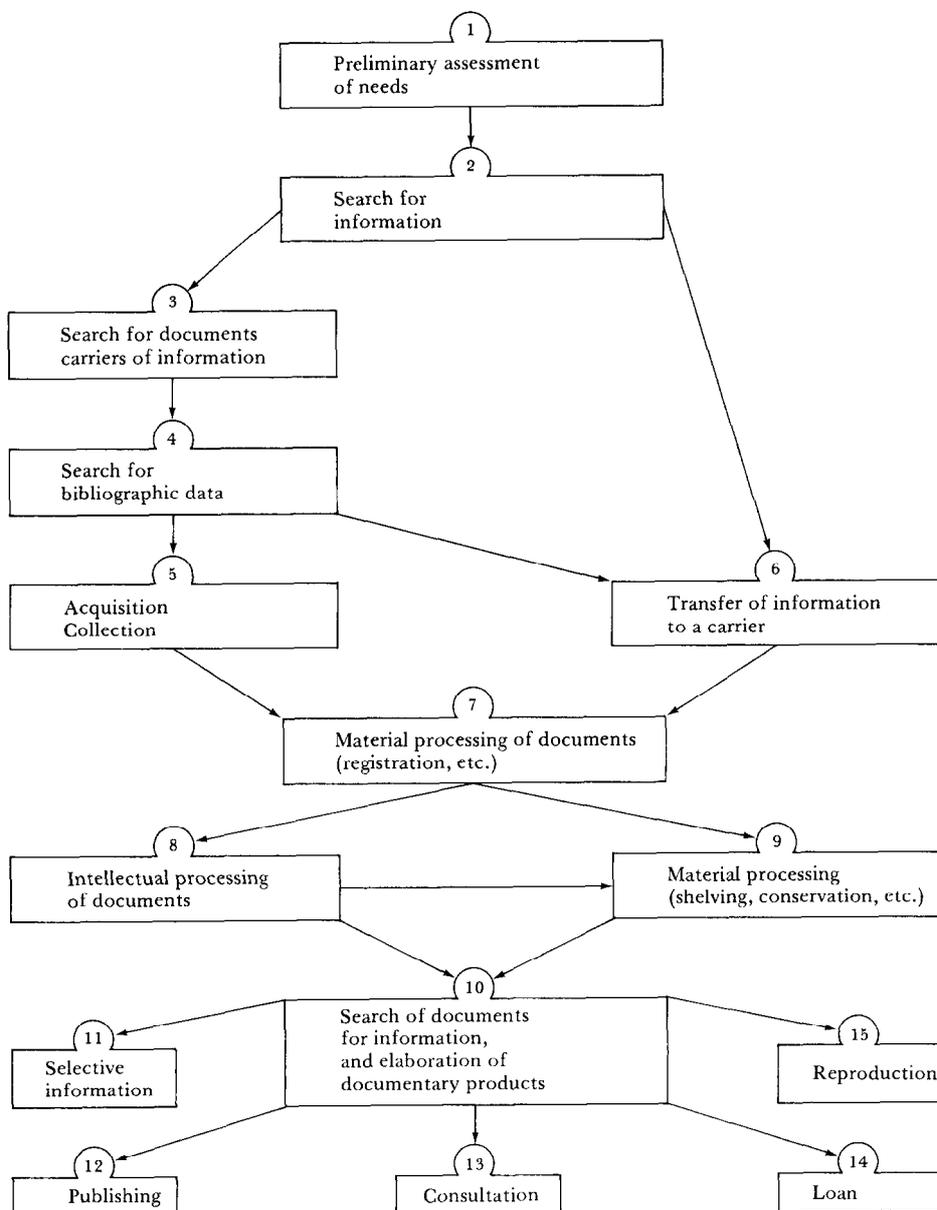 1
Preliminary assessment
of needs
2
Search for
information
3
Search for documents
carriers of information
4
Search for
bibliographic data
5
Acquisition
Collection
6
Transfer of information
to a carrier
7
Material processing of documents
(registration, etc.)
8
Intellectual processing
of documents
9
Material processing
(shelving, conservation, etc.)
10
Search of documents
for information,
and elaboration of
documentary products
11
Selective
information
15
Reproduction
12
Publishing
13
Consultation
14
Loan